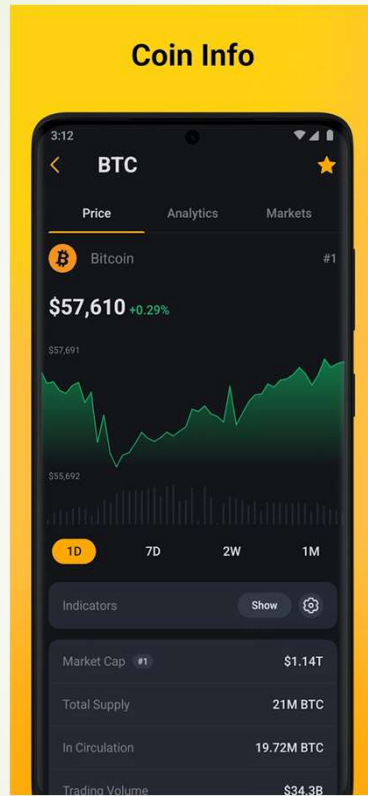 Coin Info
3:12
BTC
Price Analytics Markets
Bitcoin #1
$57,610 +0.29%
$57,691
$55,692
1D 7D 2W 1M
Indicators Show
Market Cap #1 $1.14T
Total Supply 21M BTC
In Circulation 19.72M BTC
Trading Volume $34.3B